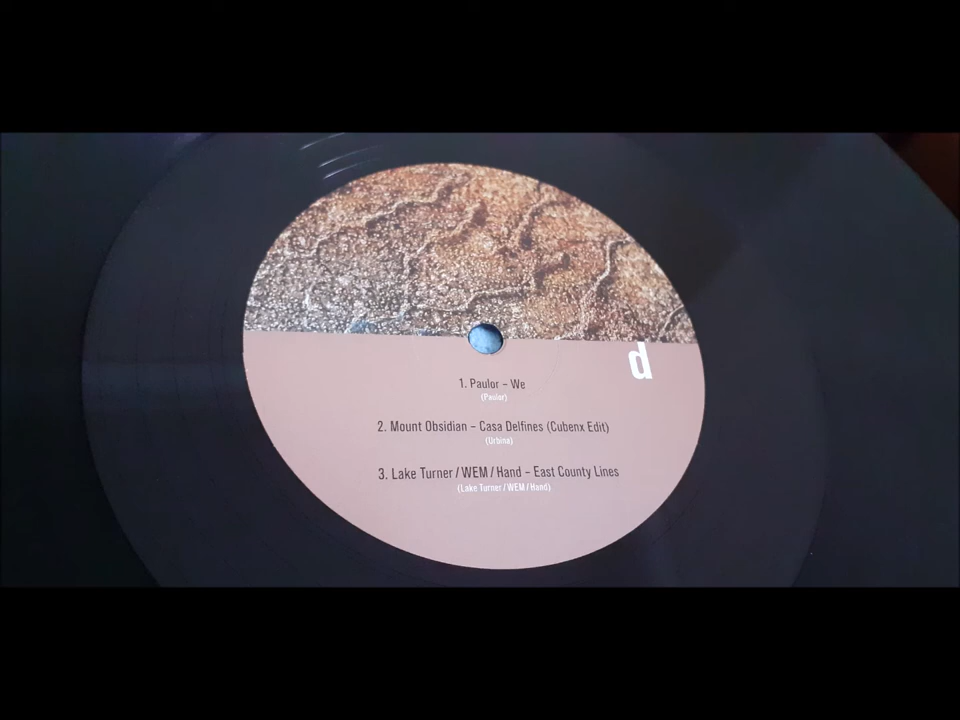 d
1. Paulor – We
(Paulor)
2. Mount Obsidian – Casa Delfines (Cubenx Edit)
(Urbina)
3. Lake Turner / WEM / Hand – East County Lines
(Lake Turner / WEM / Hand)